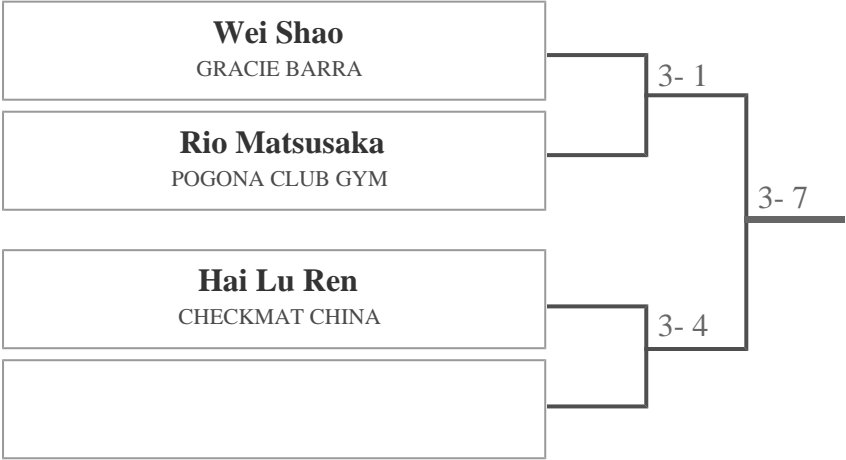 Wei Shao
GRACIE BARRA
3- 1
Rio Matsusaka
POGONA CLUB GYM
3- 7
Hai Lu Ren
CHECKMAT CHINA
3- 4